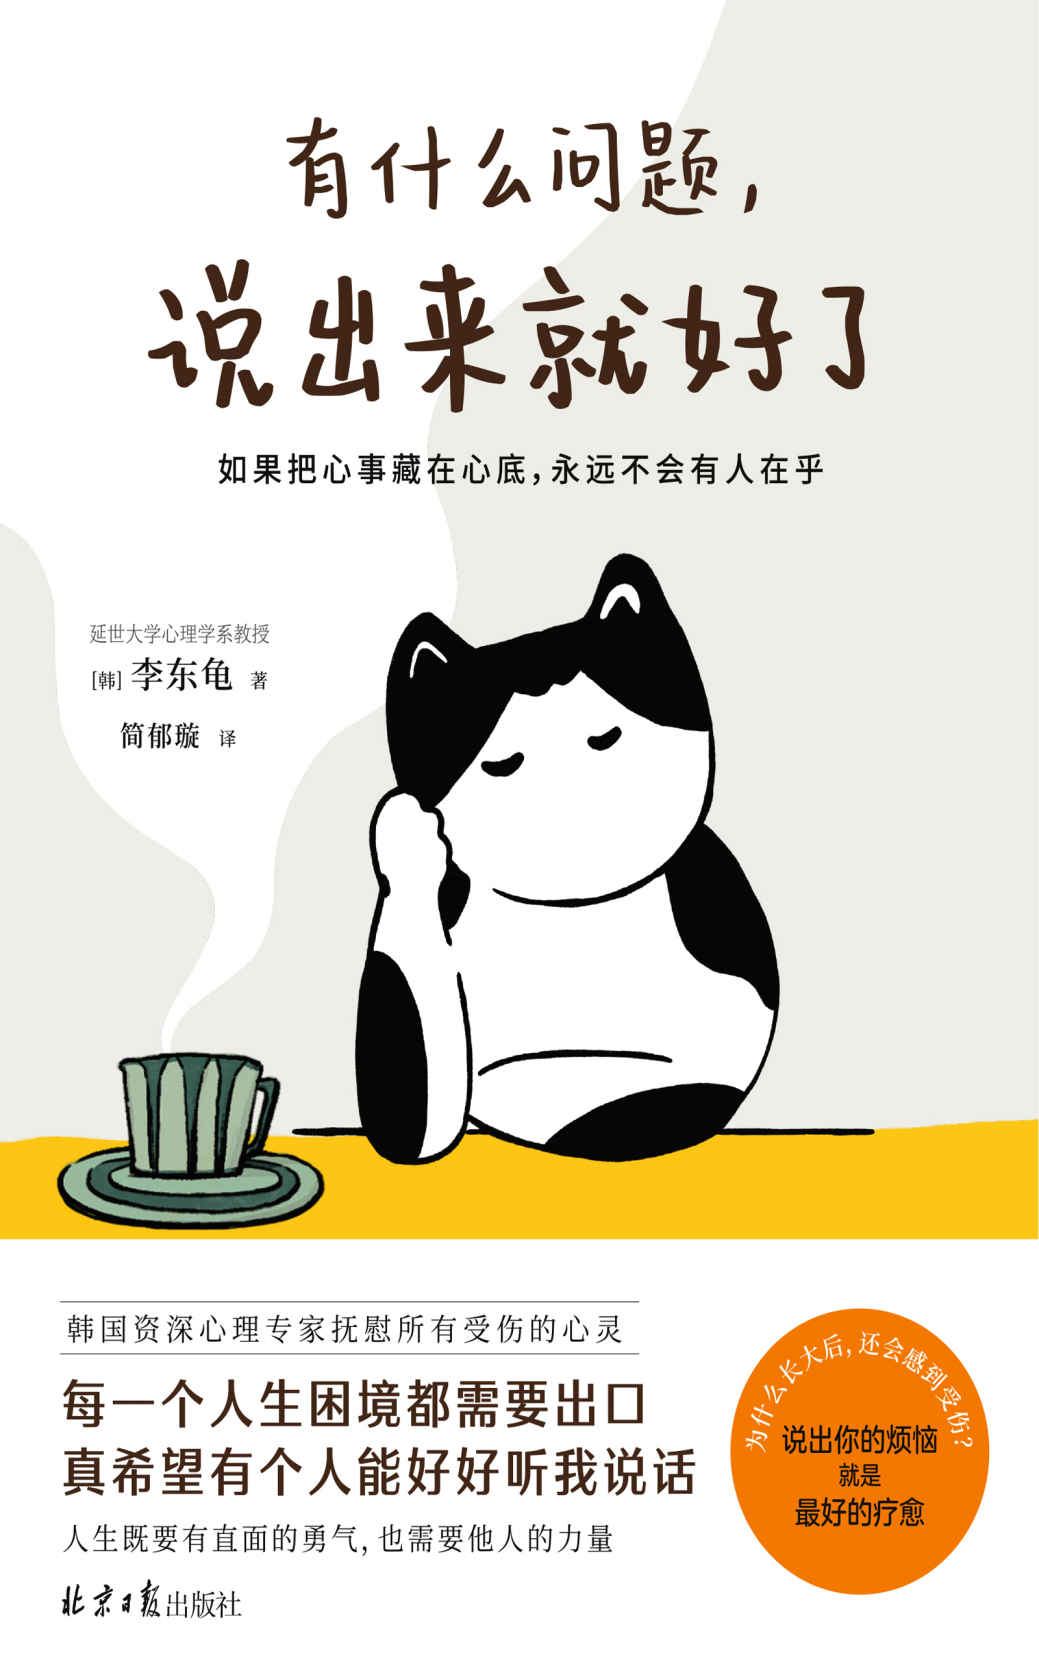 有什么问题，
说出来就好了
如果把心事藏在心底，永远不会有人在乎
延世大学心理学系教授
[韩] 李东龟 著
简郁璇 译
韩国资深心理专家抚慰所有受伤的心灵
每一个人生困境都需要出口
真希望有个人能好好听我说话
人生既要有直面的勇气，也需要他人的力量
北京日报出版社
为什么长大后，还会感到受伤？
说出你的烦恼
就是
最好的疗愈